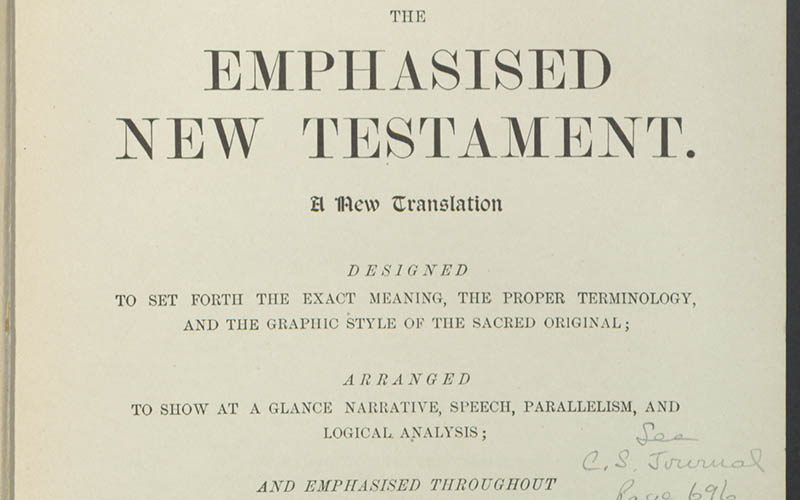 THE
EMPHASISED
NEW TESTAMENT.
A New Translation
DESIGNED
TO SET FORTH THE EXACT MEANING, THE PROPER TERMINOLOGY,
AND THE GRAPHIC STYLE OF THE SACRED ORIGINAL;
ARRANGED
TO SHOW AT A GLANCE NARRATIVE, SPEECH, PARALLELISM, AND
LOGICAL ANALYSIS;
AND EMPHASISED THROUGHOUT
See
C. S. Journal
Page 696